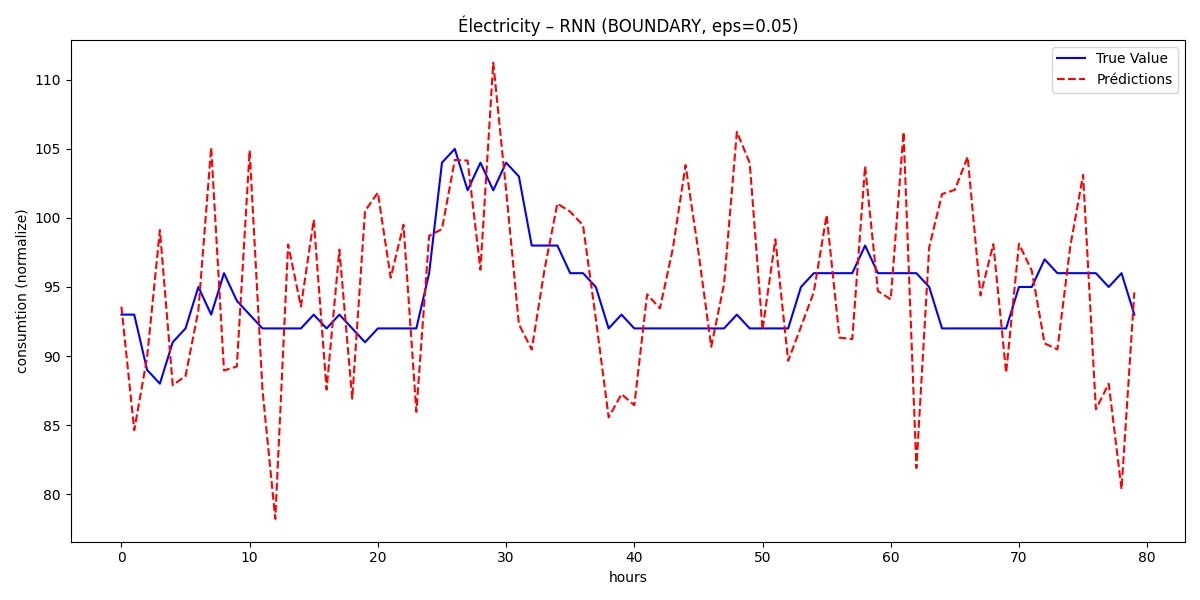 Électricity – RNN (BOUNDARY, eps=0.05)
True Value
Prédictions
consumtion (normalize)
110
105
100
95
90
85
80
0 10 20 30 40 50 60 70 80
hours